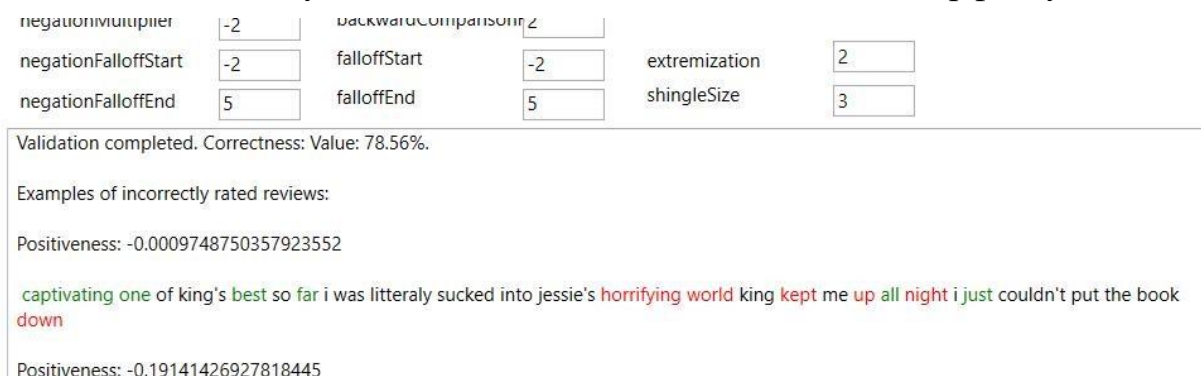 negationMultiplier -2 backwardComparison 2
negationFalloffStart -2 falloffStart -2 extremization 2
negationFalloffEnd 5 falloffEnd 5 shingleSize 3
Validation completed. Correctness: Value: 78.56%.
Examples of incorrectly rated reviews:
Positiveness: -0.0009748750357923552
captivating one of king's best so far i was litteraly sucked into jessie's horrifying world king kept me up all night i just couldn't put the book
down
Positiveness: -0.19141426927818445